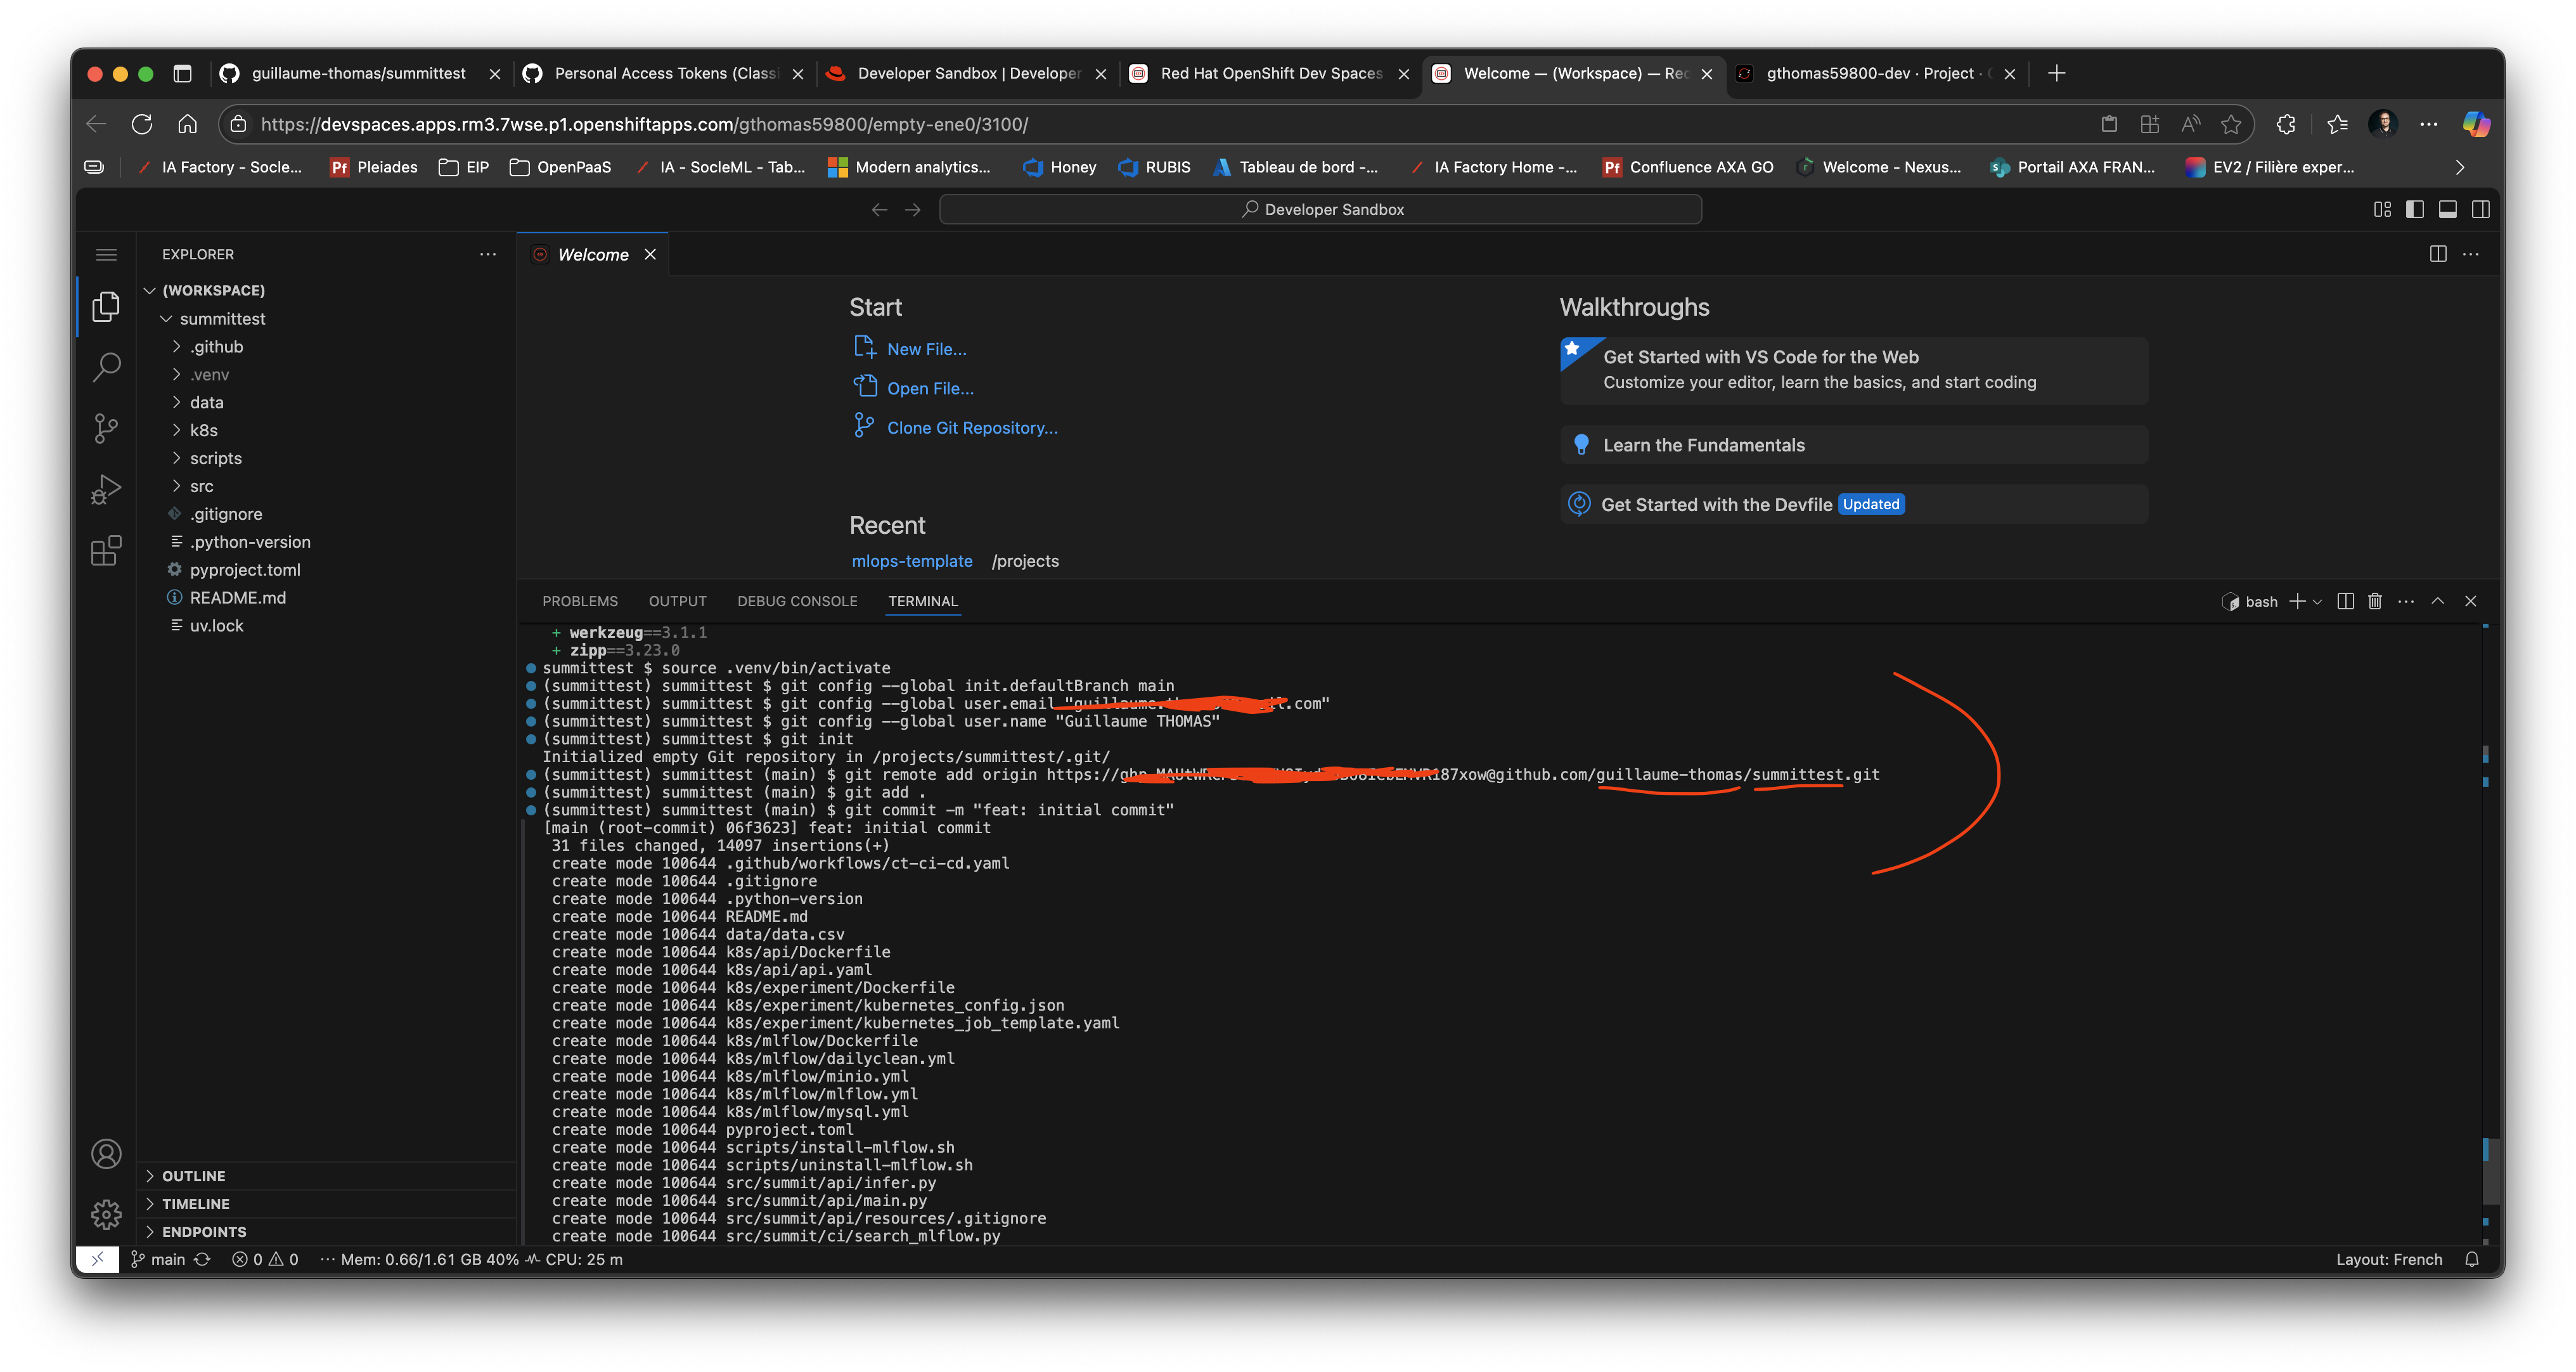 guillaume-thomas/summittest
Personal Access Tokens (Classi
Developer Sandbox | Developer
Red Hat OpenShift Dev Spaces
Welcome — (Workspace) — Rec
gthomas59800-dev · Project ·
https://devspaces.apps.rm3.7wse.p1.openshiftapps.com/gthomas59800/empty-ene0/3100/
IA Factory - Socle...
Pleiades
EIP
OpenPaaS
IA - SocleML - Tab...
Modern analytics...
Honey
RUBIS
Tableau de bord -...
IA Factory Home -...
Confluence AXA GO
Welcome - Nexus...
Portail AXA FRAN...
EV2 / Filière exper...
Developer Sandbox
EXPLORER
(WORKSPACE)
summittest
.github
.venv
data
k8s
scripts
src
.gitignore
.python-version
pyproject.toml
README.md
uv.lock
OUTLINE
TIMELINE
ENDPOINTS
Welcome
Start
New File...
Open File...
Clone Git Repository...
Recent
mlops-template /projects
Walkthroughs
Get Started with VS Code for the Web
Customize your editor, learn the basics, and start coding
Learn the Fundamentals
Get Started with the Devfile Updated
PROBLEMS OUTPUT DEBUG CONSOLE TERMINAL
bash
+ werkzeug==3.1.1
+ zipp==3.23.0
summittest $ source .venv/bin/activate
(summittest) summittest $ git config --global init.defaultBranch main
(summittest) summittest $ git config --global user.email .com"
(summittest) summittest $ git config --global user.name "Guillaume THOMAS"
(summittest) summittest $ git init
Initialized empty Git repository in /projects/summittest/.git/
(summittest) summittest (main) $ git remote add origin https:// @github.com/guillaume-thomas/summittest.git
(summittest) summittest (main) $ git add .
(summittest) summittest (main) $ git commit -m "feat: initial commit"
[main (root-commit) 06f3623] feat: initial commit
31 files changed, 14097 insertions(+)
create mode 100644 .github/workflows/ct-ci-cd.yaml
create mode 100644 .gitignore
create mode 100644 .python-version
create mode 100644 README.md
create mode 100644 data/data.csv
create mode 100644 k8s/api/Dockerfile
create mode 100644 k8s/api/api.yaml
create mode 100644 k8s/experiment/Dockerfile
create mode 100644 k8s/experiment/kubernetes_config.json
create mode 100644 k8s/experiment/kubernetes_job_template.yaml
create mode 100644 k8s/mlflow/Dockerfile
create mode 100644 k8s/mlflow/dailyclean.yml
create mode 100644 k8s/mlflow/minio.yml
create mode 100644 k8s/mlflow/mlflow.yml
create mode 100644 k8s/mlflow/mysql.yml
create mode 100644 pyproject.toml
create mode 100644 scripts/install-mlflow.sh
create mode 100644 scripts/uninstall-mlflow.sh
create mode 100644 src/summit/api/infer.py
create mode 100644 src/summit/api/main.py
create mode 100644 src/summit/api/resources/.gitignore
create mode 100644 src/summit/ci/search_mlflow.py
main 0 0 ··· Mem: 0.66/1.61 GB 40% CPU: 25 m
Layout: French